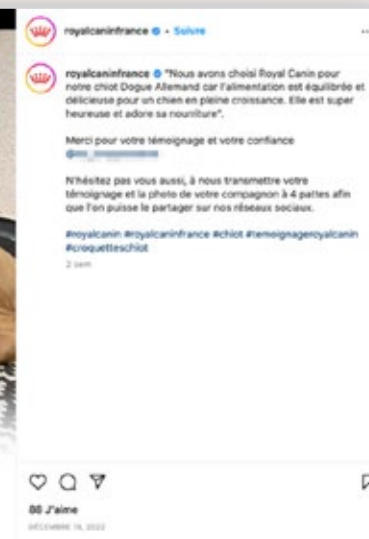 royalcaninfrance • Suivre
royalcaninfrance "Nous avons choisi Royal Canin pour
notre chiot Dogue Allemand car l'alimentation est équilibrée et
délicieuse pour un chien en pleine croissance. Elle est super
heureuse et adore sa nourriture".
Merci pour votre témoignage et votre confiance
N'hésitez pas vous aussi, à nous transmettre votre
témoignage et la photo de votre compagnon à 4 pattes afin
que l'on puisse le partager sur nos réseaux sociaux.
#royalcanin #royalcaninfrance #chiot #temoignageroyalcanin
#croquetteschiot
2 sem
88 J'aime
DÉCEMBRE 2022